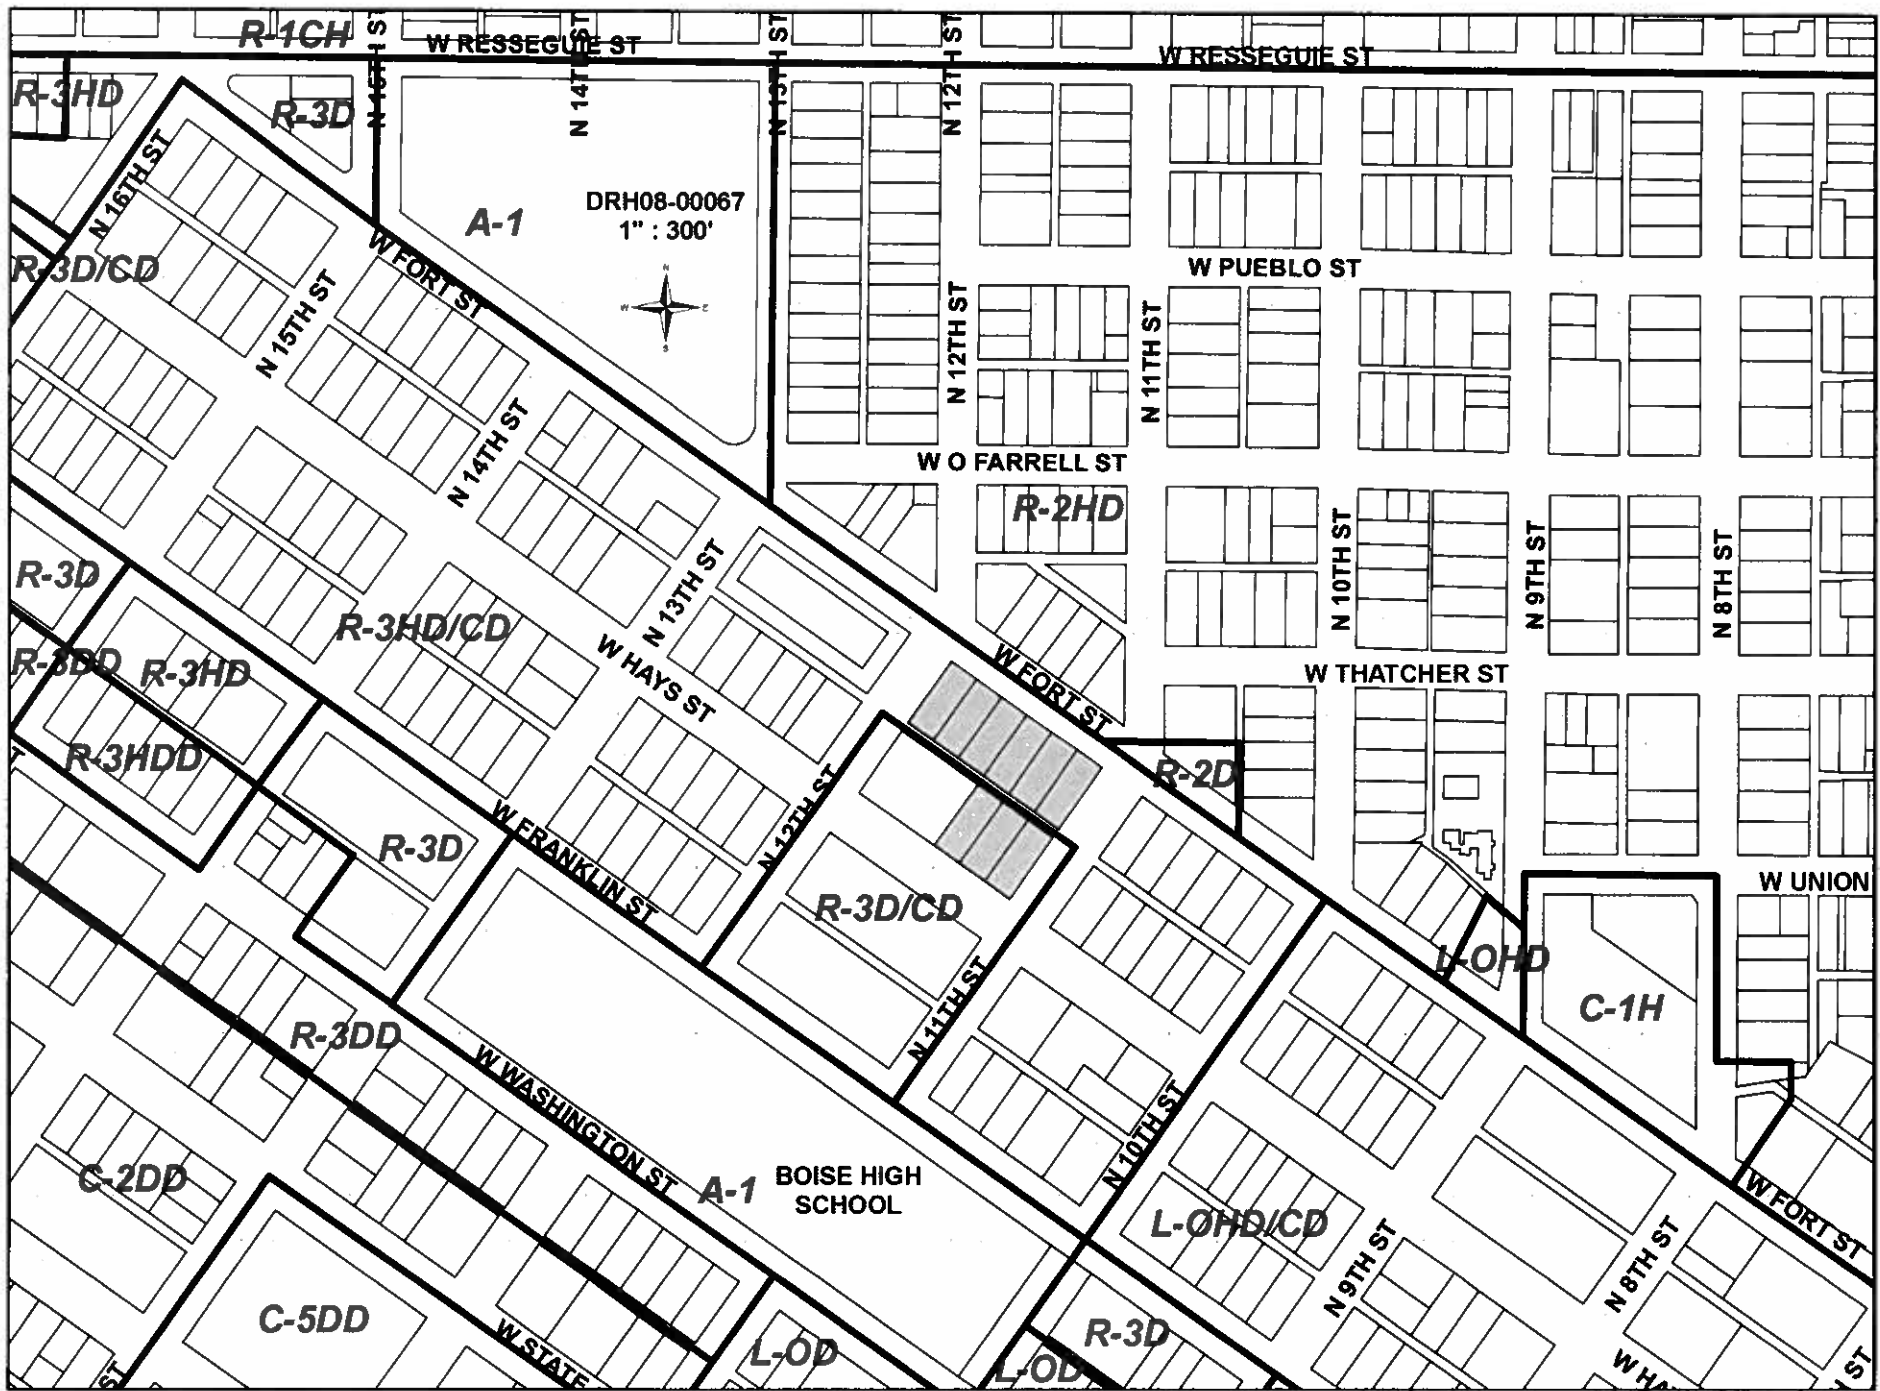 R-1CH
W RESSEGUIE ST
W RESSEGUIE ST
N 14TH ST
N 13TH ST
N 12TH ST
R-3HD
R-3D
N 16TH ST
DRH08-00067
1" : 300'
A-1
N
W
E
S
R-3D/CD
W FORT ST
W PUEBLO ST
N 15TH ST
N 12TH ST
N 11TH ST
N 14TH ST
W O FARRELL ST
R-2HD
R-3D
N 13TH ST
N 10TH ST
N 9TH ST
N 8TH ST
R-3HD/CD
R-3DD
R-3HD
W HAYS ST
W FORT ST
W THATCHER ST
R-3HDD
R-2D
N 12TH ST
W FRANKLIN ST
R-3D
R-3D/CD
W UNION
L-OHD
C-1H
N 11TH ST
R-3DD
W WASHINGTON ST
N 10TH ST
C-2DD
A-1
BOISE HIGH
SCHOOL
L-OHD/CD
W FORT ST
N 9TH ST
N 8TH ST
C-5DD
W STATE
L-OD
L-OD
R-3D
W HA
ST
ST